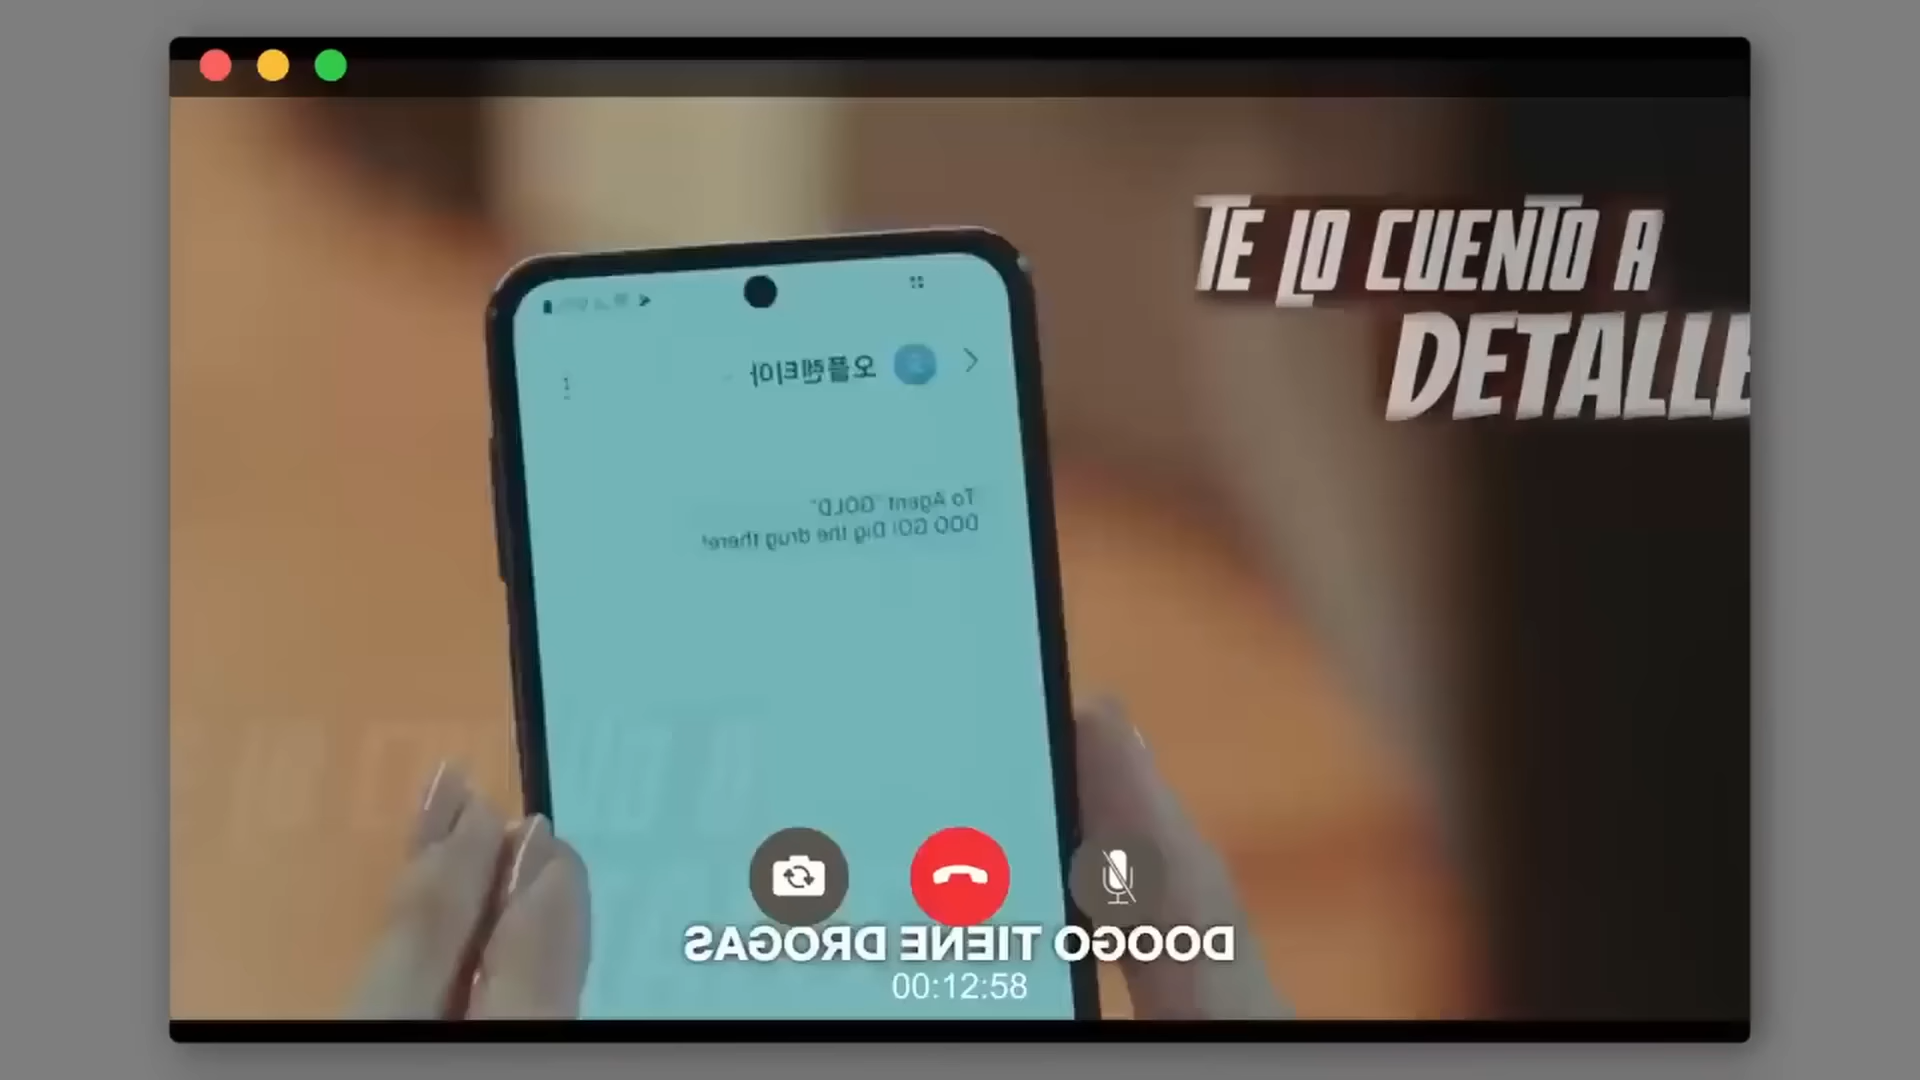 TE LO CUENTO A
DETALLE
오플렌티아
To Agent "GOLD"
DOO GO! Dig the drug there!
DOOGO TIENE DROGAS
00:12:58